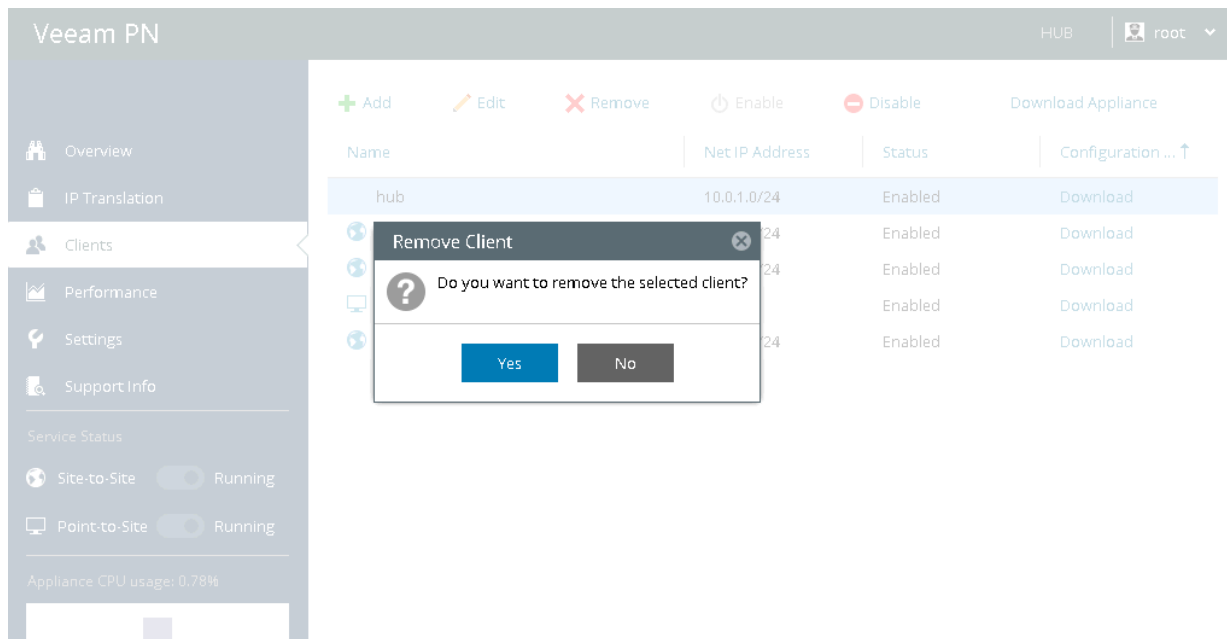 Veeam PN
HUB root
Add Edit Remove Enable Disable Download Appliance
Overview
IP Translation
Clients
Performance
Settings
Support Info
Service Status
Site-to-Site Running
Point-to-Site Running
Appliance CPU usage: 0.78%
Name Net IP Address Status Configuration ...
hub 10.0.1.0/24 Enabled Download
24 Enabled Download
24 Enabled Download
Enabled Download
/24 Enabled Download
Remove Client
Do you want to remove the selected client?
Yes No